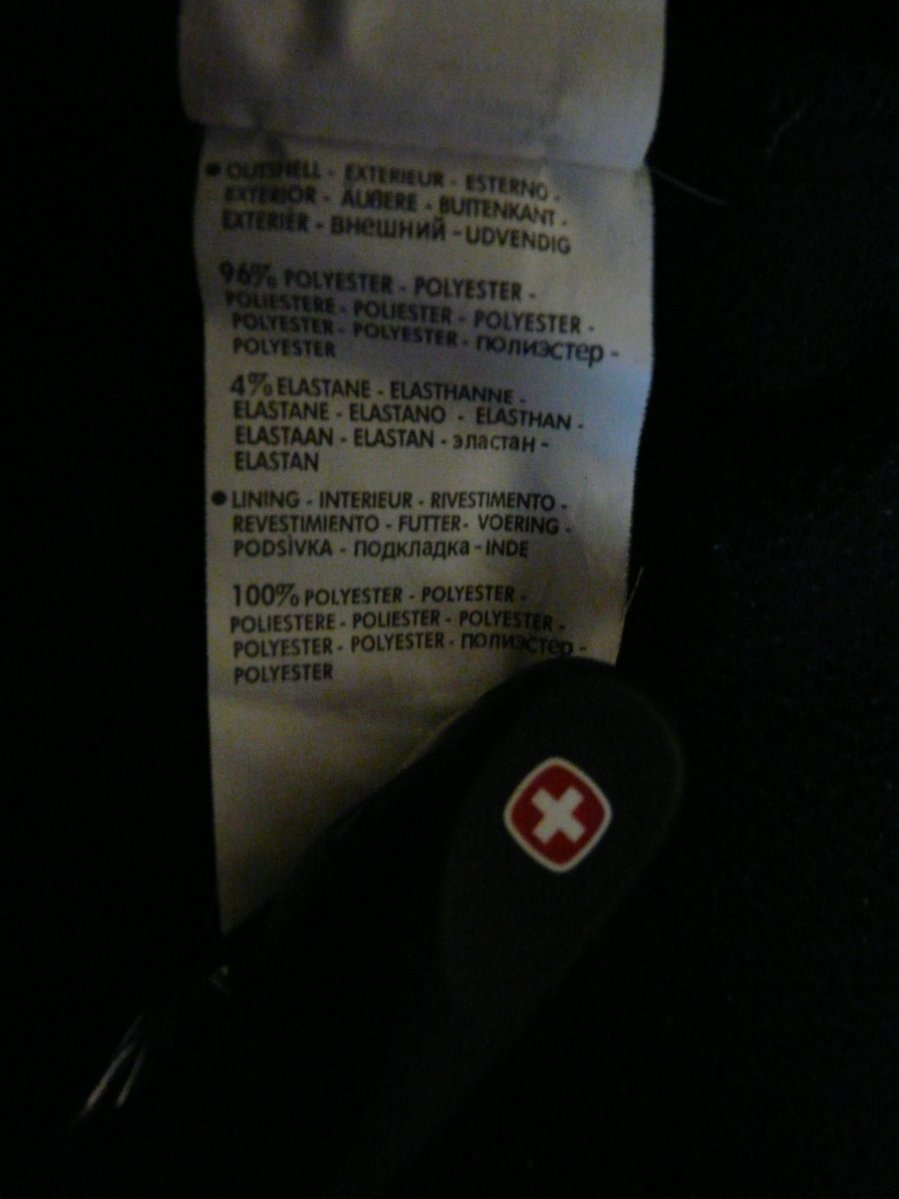 • OUTSHELL - EXTERIEUR - ESTERNO -
EXTERIOR - ÄUßERE - BUITENKANT -
EXTERIÉR - внешний - UDVENDIG
96% POLYESTER - POLYESTER -
POLIESTERE - POLIESTER - POLYESTER -
POLYESTER - POLYESTER - полиэстер -
POLYESTER
4% ELASTANE - ELASTHANNE -
ELASTANE - ELASTANO - ELASTHAN -
ELASTAAN - ELASTAN - эластан -
ELASTAN
• LINING - INTERIEUR - RIVESTIMENTO -
REVESTIMIENTO - FUTTER- VOERING -
PODSÌVKA - подкладка -INDE
100% POLYESTER - POLYESTER -
POLIESTERE - POLIESTER - POLYESTER -
POLYESTER - POLYESTER - полиэстер -
POLYESTER